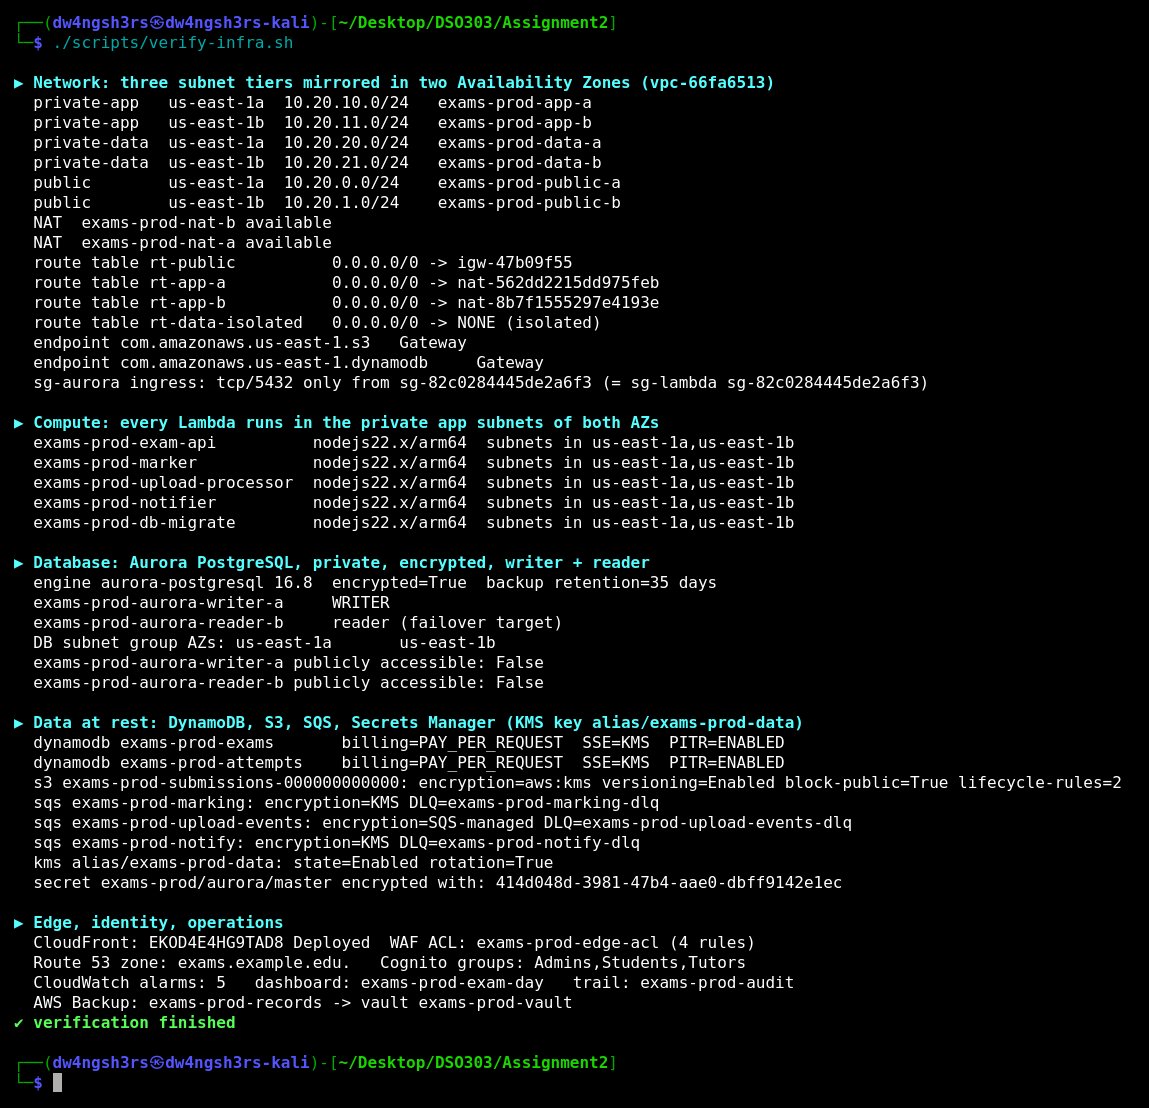 ┌──(dw4ngsh3rs㉿dw4ngsh3rs-kali)-[~/Desktop/DSO303/Assignment2]
└─$ ./scripts/verify-infra.sh
▶ Network: three subnet tiers mirrored in two Availability Zones (vpc-66fa6513)
private-app   us-east-1a  10.20.10.0/24   exams-prod-app-a
private-app   us-east-1b  10.20.11.0/24   exams-prod-app-b
private-data  us-east-1a  10.20.20.0/24   exams-prod-data-a
private-data  us-east-1b  10.20.21.0/24   exams-prod-data-b
public        us-east-1a  10.20.0.0/24    exams-prod-public-a
public        us-east-1b  10.20.1.0/24    exams-prod-public-b
NAT  exams-prod-nat-b available
NAT  exams-prod-nat-a available
route table rt-public          0.0.0.0/0 -> igw-47b09f55
route table rt-app-a           0.0.0.0/0 -> nat-562dd2215dd975feb
route table rt-app-b           0.0.0.0/0 -> nat-8b7f1555297e4193e
route table rt-data-isolated   0.0.0.0/0 -> NONE (isolated)
endpoint com.amazonaws.us-east-1.s3   Gateway
endpoint com.amazonaws.us-east-1.dynamodb     Gateway
sg-aurora ingress: tcp/5432 only from sg-82c0284445de2a6f3 (= sg-lambda sg-82c0284445de2a6f3)
▶ Compute: every Lambda runs in the private app subnets of both AZs
exams-prod-exam-api          nodejs22.x/arm64  subnets in us-east-1a,us-east-1b
exams-prod-marker            nodejs22.x/arm64  subnets in us-east-1a,us-east-1b
exams-prod-upload-processor  nodejs22.x/arm64  subnets in us-east-1a,us-east-1b
exams-prod-notifier          nodejs22.x/arm64  subnets in us-east-1a,us-east-1b
exams-prod-db-migrate        nodejs22.x/arm64  subnets in us-east-1a,us-east-1b
▶ Database: Aurora PostgreSQL, private, encrypted, writer + reader
engine aurora-postgresql 16.8  encrypted=True  backup retention=35 days
exams-prod-aurora-writer-a     WRITER
exams-prod-aurora-reader-b     reader (failover target)
DB subnet group AZs: us-east-1a       us-east-1b
exams-prod-aurora-writer-a publicly accessible: False
exams-prod-aurora-reader-b publicly accessible: False
▶ Data at rest: DynamoDB, S3, SQS, Secrets Manager (KMS key alias/exams-prod-data)
dynamodb exams-prod-exams       billing=PAY_PER_REQUEST  SSE=KMS  PITR=ENABLED
dynamodb exams-prod-attempts    billing=PAY_PER_REQUEST  SSE=KMS  PITR=ENABLED
s3 exams-prod-submissions-000000000000: encryption=aws:kms versioning=Enabled block-public=True lifecycle-rules=2
sqs exams-prod-marking: encryption=KMS DLQ=exams-prod-marking-dlq
sqs exams-prod-upload-events: encryption=SQS-managed DLQ=exams-prod-upload-events-dlq
sqs exams-prod-notify: encryption=KMS DLQ=exams-prod-notify-dlq
kms alias/exams-prod-data: state=Enabled rotation=True
secret exams-prod/aurora/master encrypted with: 414d048d-3981-47b4-aae0-dbff9142e1ec
▶ Edge, identity, operations
CloudFront: EKOD4E4HG9TAD8 Deployed  WAF ACL: exams-prod-edge-acl (4 rules)
Route 53 zone: exams.example.edu.   Cognito groups: Admins,Students,Tutors
CloudWatch alarms: 5   dashboard: exams-prod-exam-day   trail: exams-prod-audit
AWS Backup: exams-prod-records -> vault exams-prod-vault
✔ verification finished
┌──(dw4ngsh3rs㉿dw4ngsh3rs-kali)-[~/Desktop/DSO303/Assignment2]
└─$